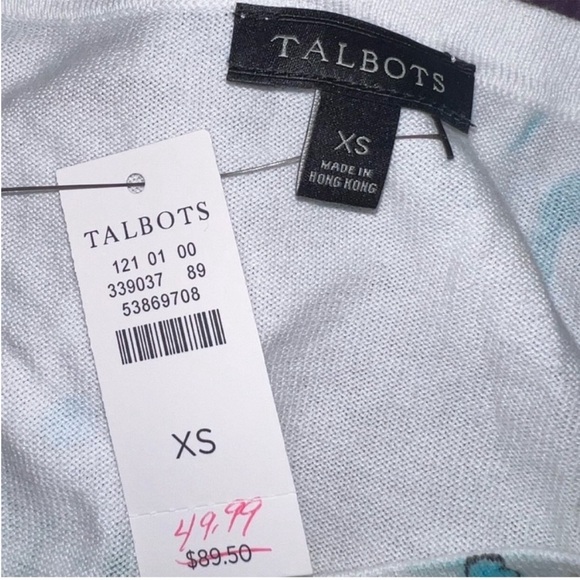 TALBOTS
XS
MADE IN
HONG KONG
TALBOTS
121 01 00
339037 89
53869708
XS
49.99
$89.50